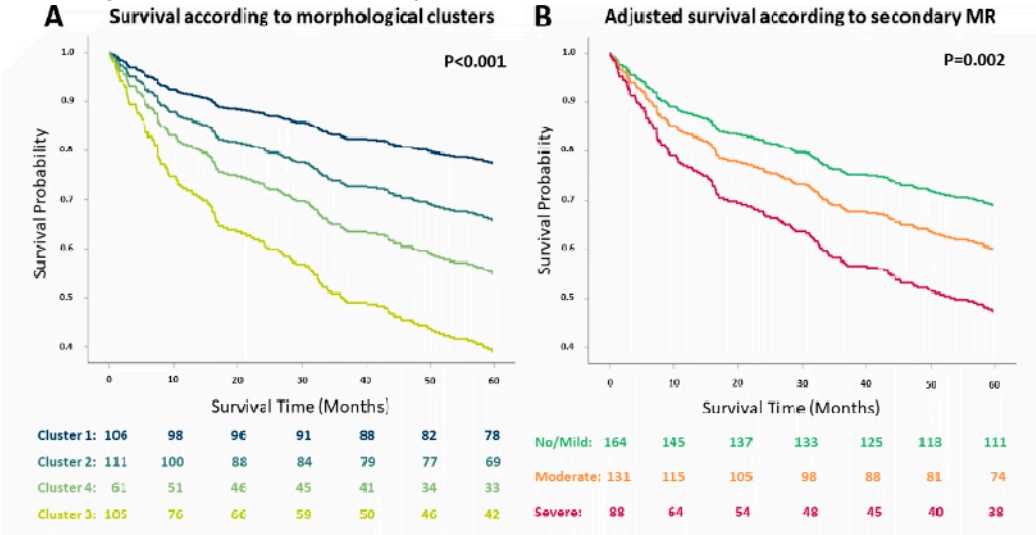 A Survival according to morphological clusters
P<0.001
Survival Probability
1.0
0.9
0.8
0.7
0.6
0.5
0.4
0 10 20 30 40 50 60
Survival Time (Months)
Cluster 1: 106 98 96 91 88 82 78
Cluster 2: 111 100 88 84 79 77 69
Cluster 4: 61 51 46 45 41 34 33
Cluster 3: 105 76 66 59 50 46 42
B Adjusted survival according to secondary MR
P=0.002
Survival Probability
1.0
0.9
0.8
0.7
0.6
0.5
0.4
0 10 20 30 40 50 60
Survival Time (Months)
No/Mild: 164 145 137 133 125 111
Moderate: 131 115 105 98 88 81 74
Severe: 88 64 54 48 45 40 38